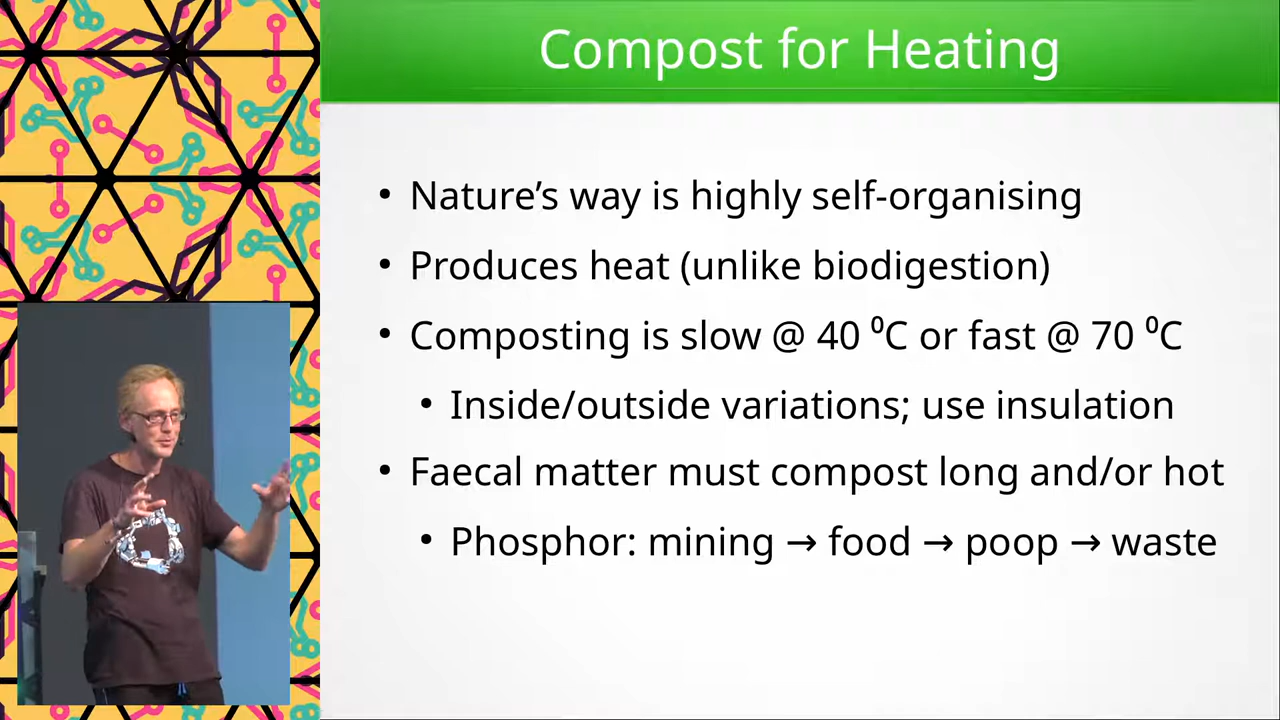 Compost for Heating
• Nature’s way is highly self-organising
• Produces heat (unlike biodigestion)
• Composting is slow @ 40 ⁰C or fast @ 70 ⁰C
• Inside/outside variations; use insulation
• Faecal matter must compost long and/or hot
• Phosphor: mining → food → poop → waste